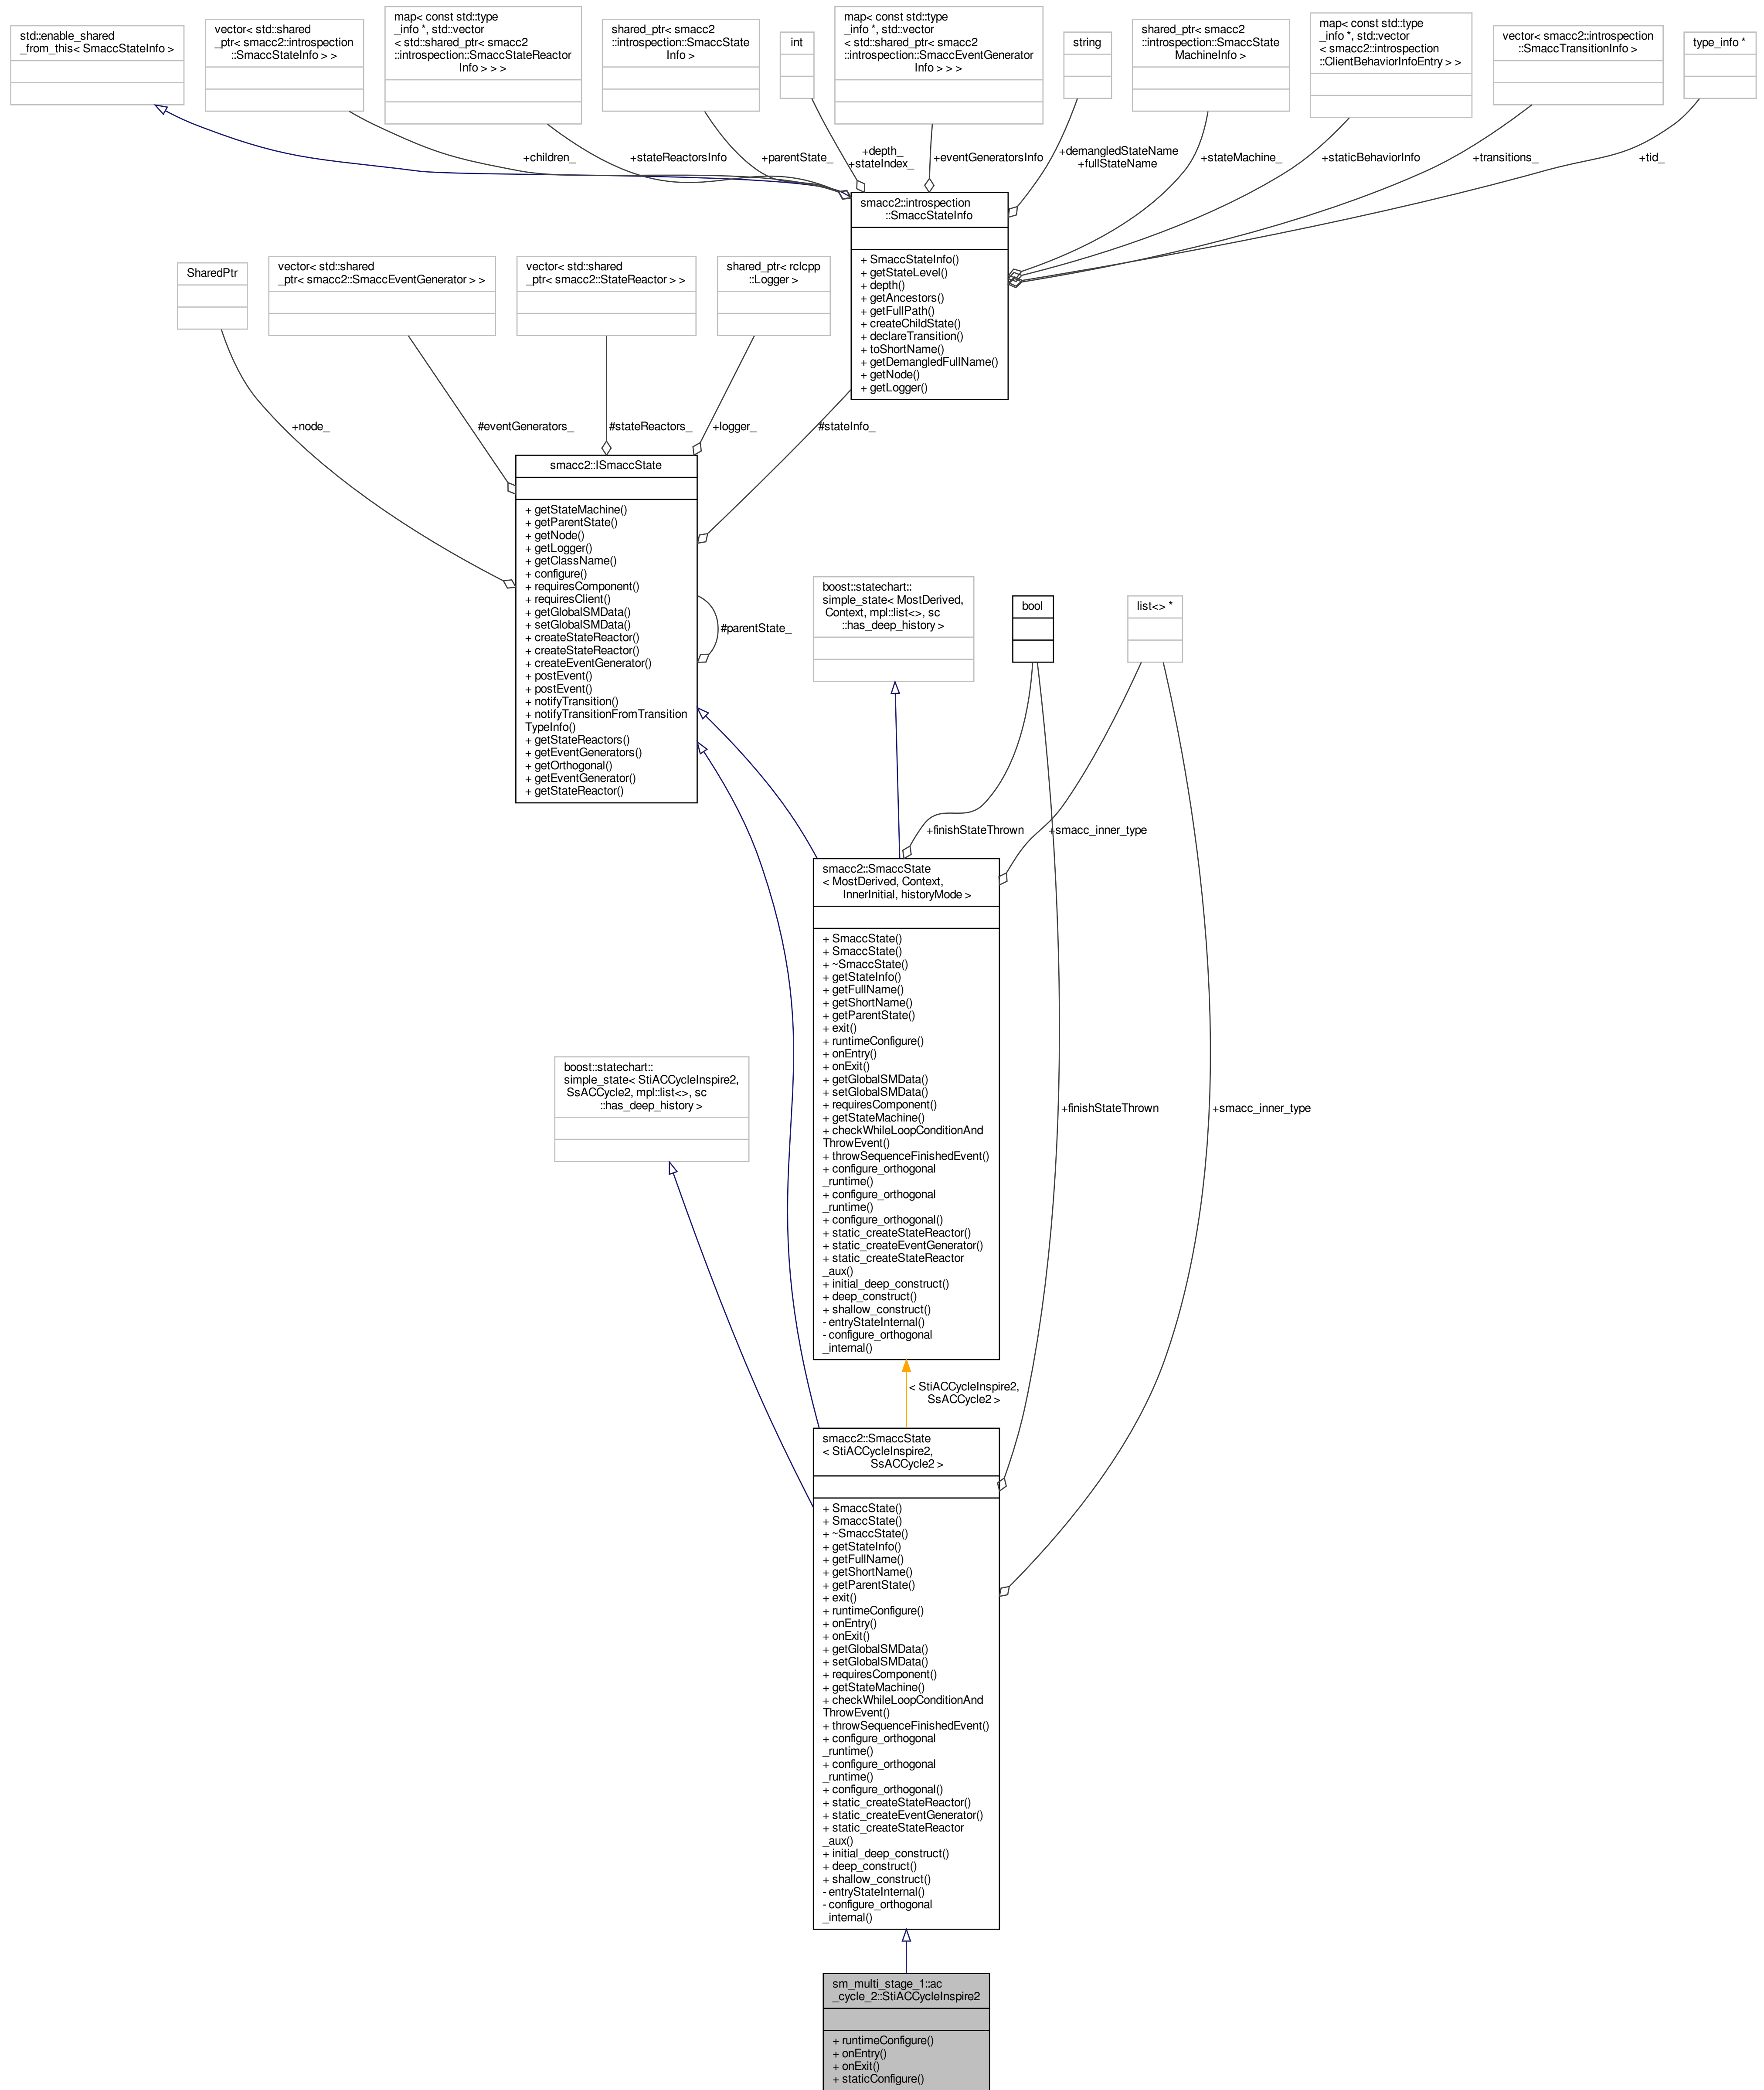 std::enable_shared
_from_this< SmaccStateInfo >
vector< std::shared
_ptr< smacc2::introspection
::SmaccStateInfo > >
map< const std::type
_info *, std::vector
< std::shared_ptr< smacc2
::introspection::SmaccStateReactor
Info > > >
shared_ptr< smacc2
::introspection::SmaccState
Info >
int
map< const std::type
_info *, std::vector
< std::shared_ptr< smacc2
::introspection::SmaccEventGenerator
Info > > >
string
shared_ptr< smacc2
::introspection::SmaccState
MachineInfo >
map< const std::type
_info *, std::vector
< smacc2::introspection
::ClientBehaviorInfoEntry > >
vector< smacc2::introspection
::SmaccTransitionInfo >
type_info *
+children_
+stateReactorsInfo
+parentState_
+depth_
+stateIndex_
+eventGeneratorsInfo
+demangledStateName
+fullStateName
+stateMachine_
+staticBehaviorInfo
+transitions_
+tid_
smacc2::introspection
::SmaccStateInfo
+ SmaccStateInfo()
+ getStateLevel()
+ depth()
+ getAncestors()
+ getFullPath()
+ createChildState()
+ declareTransition()
+ toShortName()
+ getDemangledFullName()
+ getNode()
+ getLogger()
SharedPtr
vector< std::shared
_ptr< smacc2::SmaccEventGenerator > >
vector< std::shared
_ptr< smacc2::StateReactor > >
shared_ptr< rclcpp
::Logger >
+node_
#eventGenerators_
#stateReactors_
+logger_
#stateInfo_
smacc2::ISmaccState
+ getStateMachine()
+ getParentState()
+ getNode()
+ getLogger()
+ getClassName()
+ configure()
+ requiresComponent()
+ requiresClient()
+ getGlobalSMData()
+ setGlobalSMData()
+ createStateReactor()
+ createStateReactor()
+ createEventGenerator()
+ postEvent()
+ postEvent()
+ notifyTransition()
+ notifyTransitionFromTransition
TypeInfo()
+ getStateReactors()
+ getEventGenerators()
+ getOrthogonal()
+ getEventGenerator()
+ getStateReactor()
#parentState_
boost::statechart::
simple_state< MostDerived,
Context, mpl::list<>, sc
::has_deep_history >
bool
list<> *
+finishStateThrown
+smacc_inner_type
smacc2::SmaccState
< MostDerived, Context,
InnerInitial, historyMode >
+ SmaccState()
+ SmaccState()
+ ~SmaccState()
+ getStateInfo()
+ getFullName()
+ getShortName()
+ getParentState()
+ exit()
+ runtimeConfigure()
+ onEntry()
+ onExit()
+ getGlobalSMData()
+ setGlobalSMData()
+ requiresComponent()
+ getStateMachine()
+ checkWhileLoopConditionAnd
ThrowEvent()
+ throwSequenceFinishedEvent()
+ configure_orthogonal
_runtime()
+ configure_orthogonal
_runtime()
+ configure_orthogonal()
+ static_createStateReactor()
+ static_createEventGenerator()
+ static_createStateReactor
_aux()
+ initial_deep_construct()
+ deep_construct()
+ shallow_construct()
- entryStateInternal()
- configure_orthogonal
_internal()
boost::statechart::
simple_state< StiACCycleInspire2,
SsACCycle2, mpl::list<>, sc
::has_deep_history >
+finishStateThrown
+smacc_inner_type
< StiACCycleInspire2,
SsACCycle2 >
smacc2::SmaccState
< StiACCycleInspire2,
SsACCycle2 >
+ SmaccState()
+ SmaccState()
+ ~SmaccState()
+ getStateInfo()
+ getFullName()
+ getShortName()
+ getParentState()
+ exit()
+ runtimeConfigure()
+ onEntry()
+ onExit()
+ getGlobalSMData()
+ setGlobalSMData()
+ requiresComponent()
+ getStateMachine()
+ checkWhileLoopConditionAnd
ThrowEvent()
+ throwSequenceFinishedEvent()
+ configure_orthogonal
_runtime()
+ configure_orthogonal
_runtime()
+ configure_orthogonal()
+ static_createStateReactor()
+ static_createEventGenerator()
+ static_createStateReactor
_aux()
+ initial_deep_construct()
+ deep_construct()
+ shallow_construct()
- entryStateInternal()
- configure_orthogonal
_internal()
sm_multi_stage_1::ac
_cycle_2::StiACCycleInspire2
+ runtimeConfigure()
+ onEntry()
+ onExit()
+ staticConfigure()